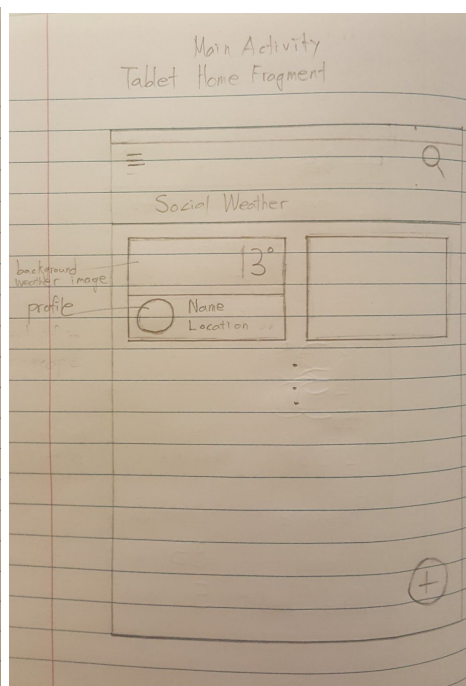 Main Activity
Tablet Home Fragment
Social Weather
13°
background
weather image
profile
Name
Location
+